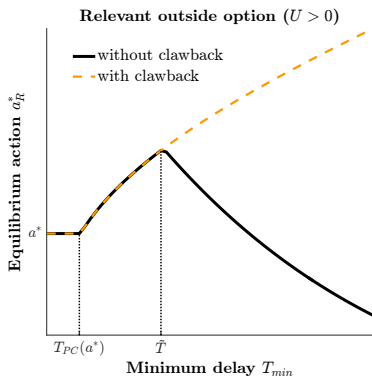 Relevant outside option (U > 0)
without clawback
with clawback
Equilibrium action a*_R
a*
T_PC(a*)
T̃
Minimum delay T_min